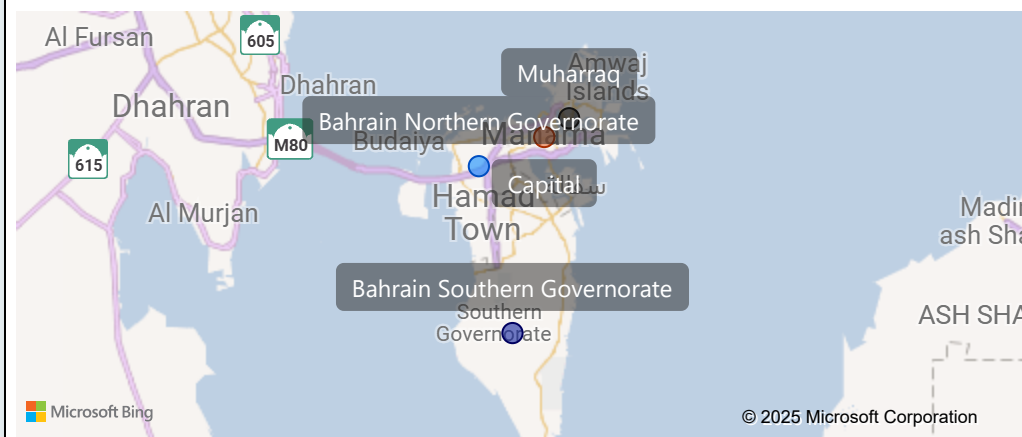 Al Fursan
605
Muharraq
Amwaj
Islands
Dhahran
Dhahran
Bahrain Northern Governorate
Manama
M80
Budaiya
615
Capital
Hamad
Town
Al Murjan
Madin
ash Sha
Bahrain Southern Governorate
Southern
Governorate
ASH SHA
Microsoft Bing
© 2025 Microsoft Corporation